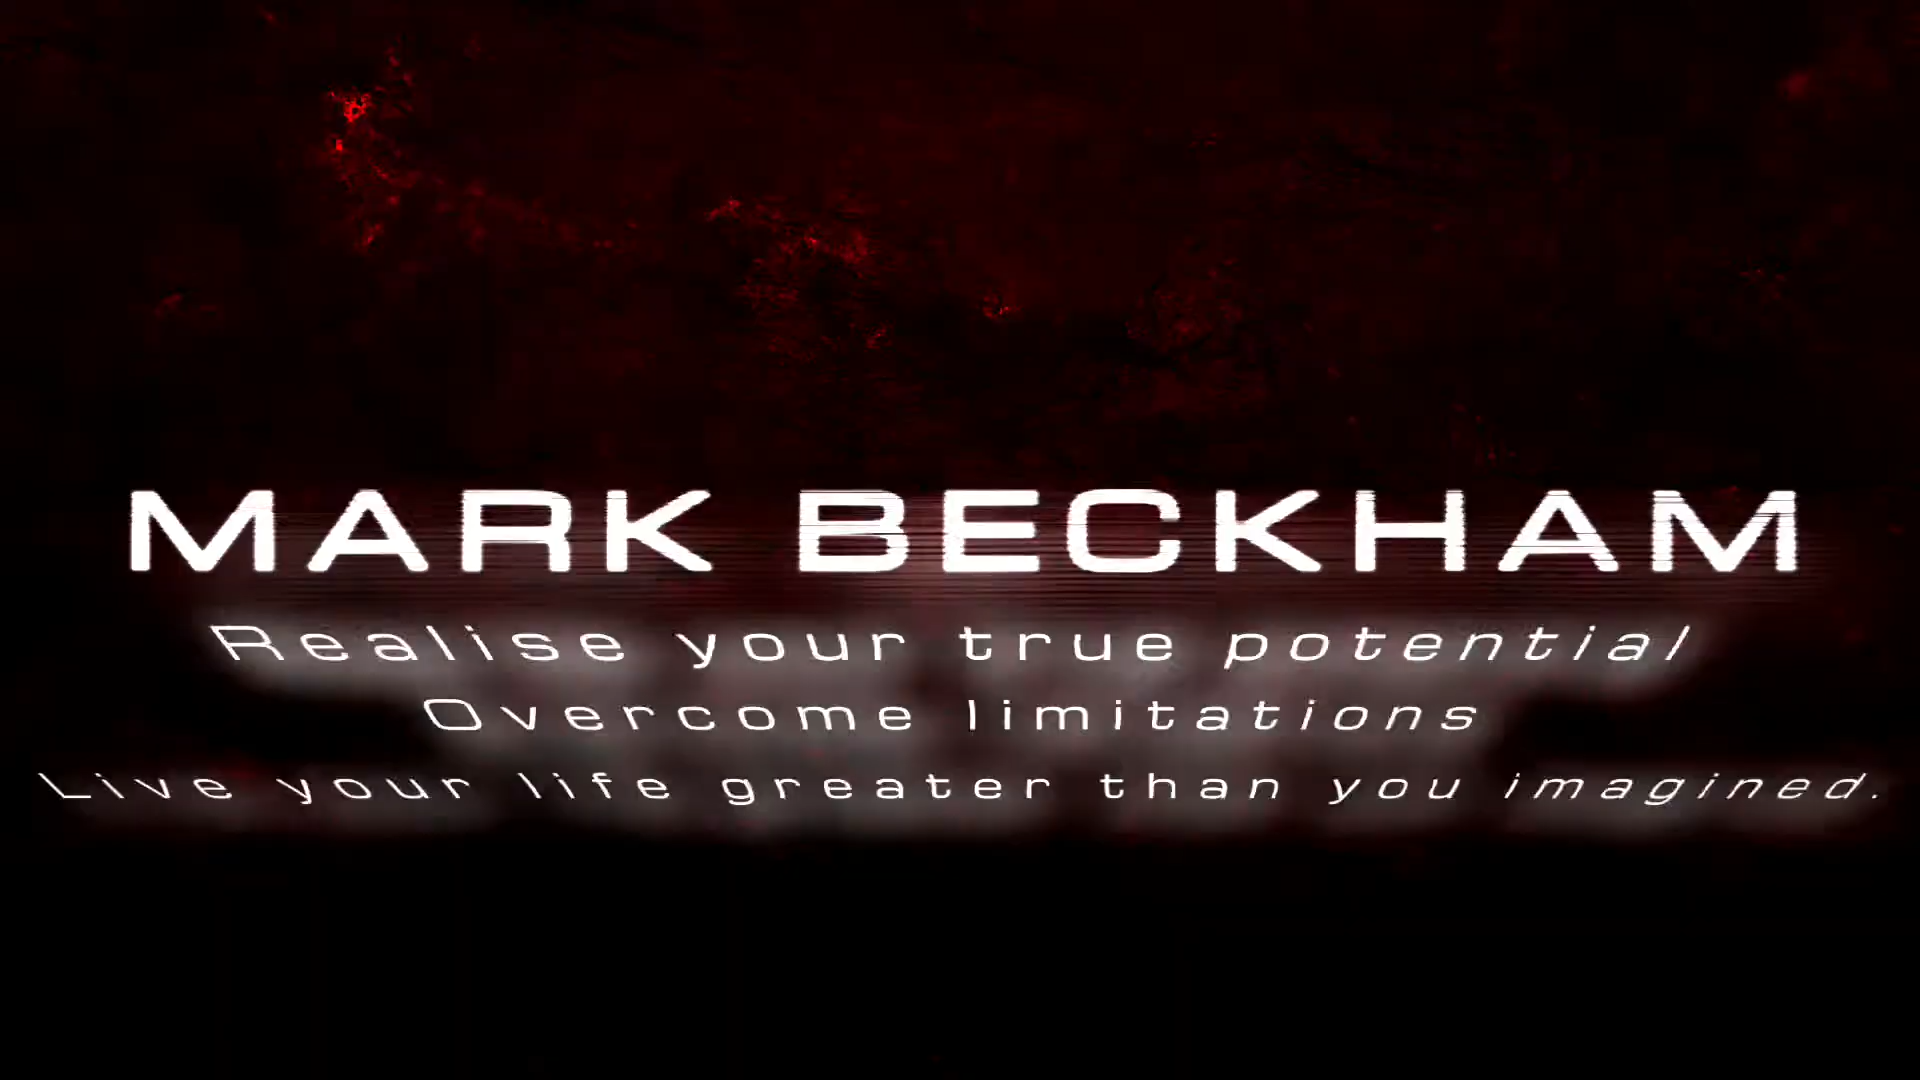 MARK BECKHAM
Realise your true potential
Overcome limitations
Live your life greater than you imagined.